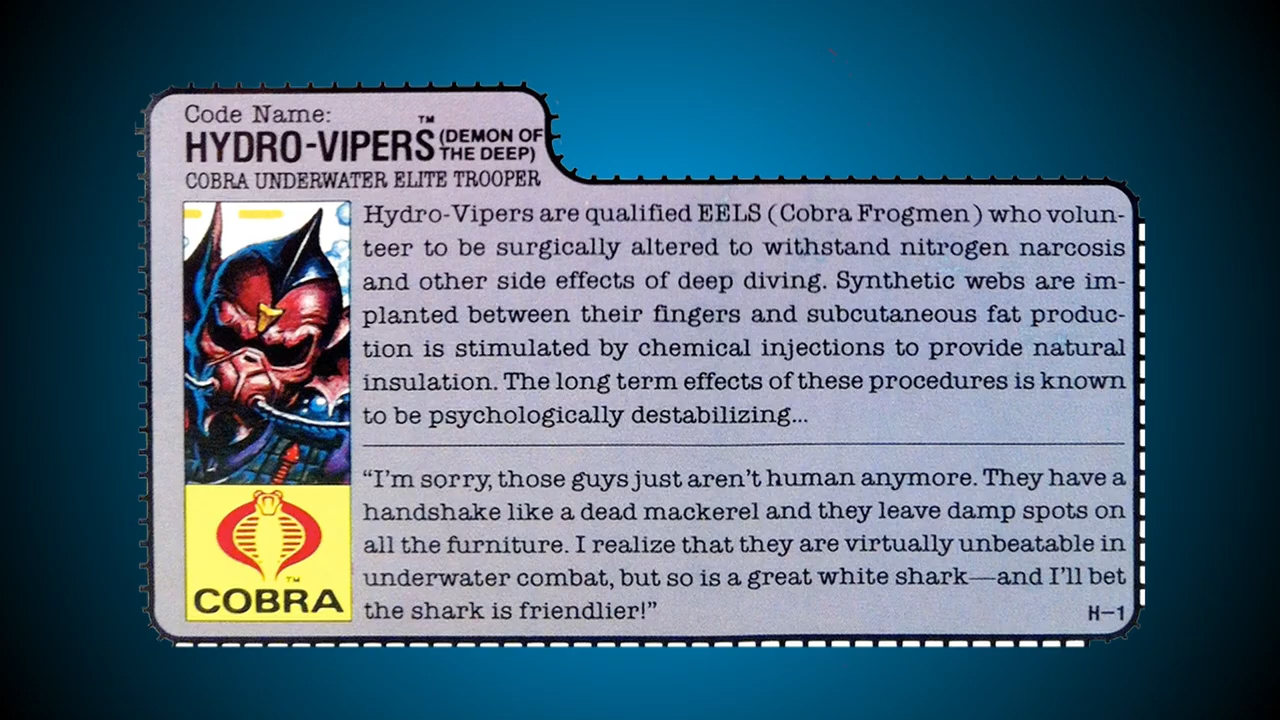 Code Name:
HYDRO-VIPERS™ (DEMON OF
THE DEEP)
COBRA UNDERWATER ELITE TROOPER
Hydro-Vipers are qualified EELS (Cobra Frogmen) who volun-
teer to be surgically altered to withstand nitrogen narcosis
and other side effects of deep diving. Synthetic webs are im-
planted between their fingers and subcutaneous fat produc-
tion is stimulated by chemical injections to provide natural
insulation. The long term effects of these procedures is known
to be psychologically destabilizing...
“I’m sorry, those guys just aren’t human anymore. They have a
handshake like a dead mackerel and they leave damp spots on
all the furniture. I realize that they are virtually unbeatable in
underwater combat, but so is a great white shark—and I’ll bet
the shark is friendlier!”
H-1
™
COBRA